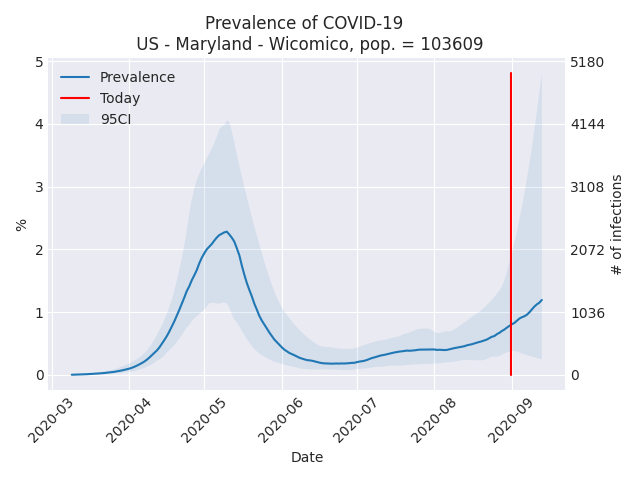 Prevalence of COVID-19
US - Maryland - Wicomico, pop. = 103609
Prevalence
Today
95CI
5
4
3
2
1
0
%
5180
4144
3108
2072
1036
0
# of infections
2020-03
2020-04
2020-05
2020-06
2020-07
2020-08
2020-09
Date